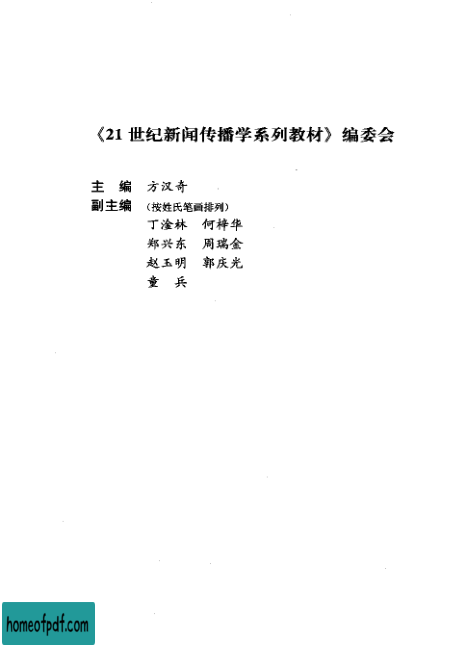 《21 世纪新闻传播学系列教材》编委会
主 编 方汉奇
副主编 (按姓氏笔画排列)
丁淦林 何梓华
郑兴东 周瑞金
赵玉明 郭庆光
童 兵
homeofpdf.com